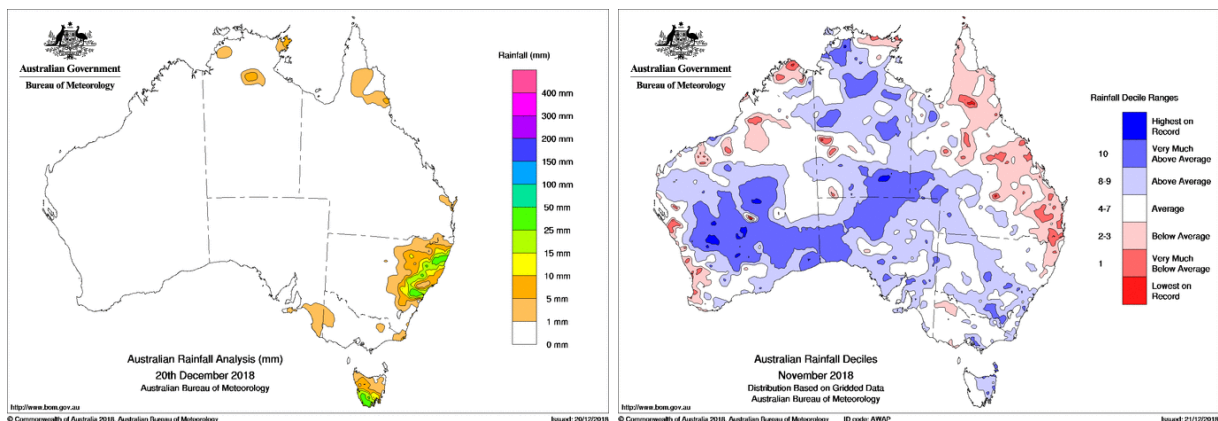 Australian Government
Bureau of Meteorology
Rainfall (mm)
400 mm
300 mm
200 mm
150 mm
100 mm
50 mm
25 mm
15 mm
10 mm
5 mm
1 mm
0 mm
Australian Rainfall Analysis (mm)
20th December 2018
Australian Bureau of Meteorology
http://www.bom.gov.au
© Commonwealth of Australia 2018, Australian Bureau of Meteorology
Issued: 20/12/2018
Australian Government
Bureau of Meteorology
Rainfall Decile Ranges
Highest on
Record
10
Very Much
Above Average
8-9
Above Average
4-7
Average
2-3
Below Average
1
Very Much
Below Average
Lowest on
Record
Australian Rainfall Deciles
November 2018
Distribution Based on Gridded Data
Australian Bureau of Meteorology
http://www.bom.gov.au
© Commonwealth of Australia 2018, Australian Bureau of Meteorology
ID code: AWAP
Issued: 21/12/2018